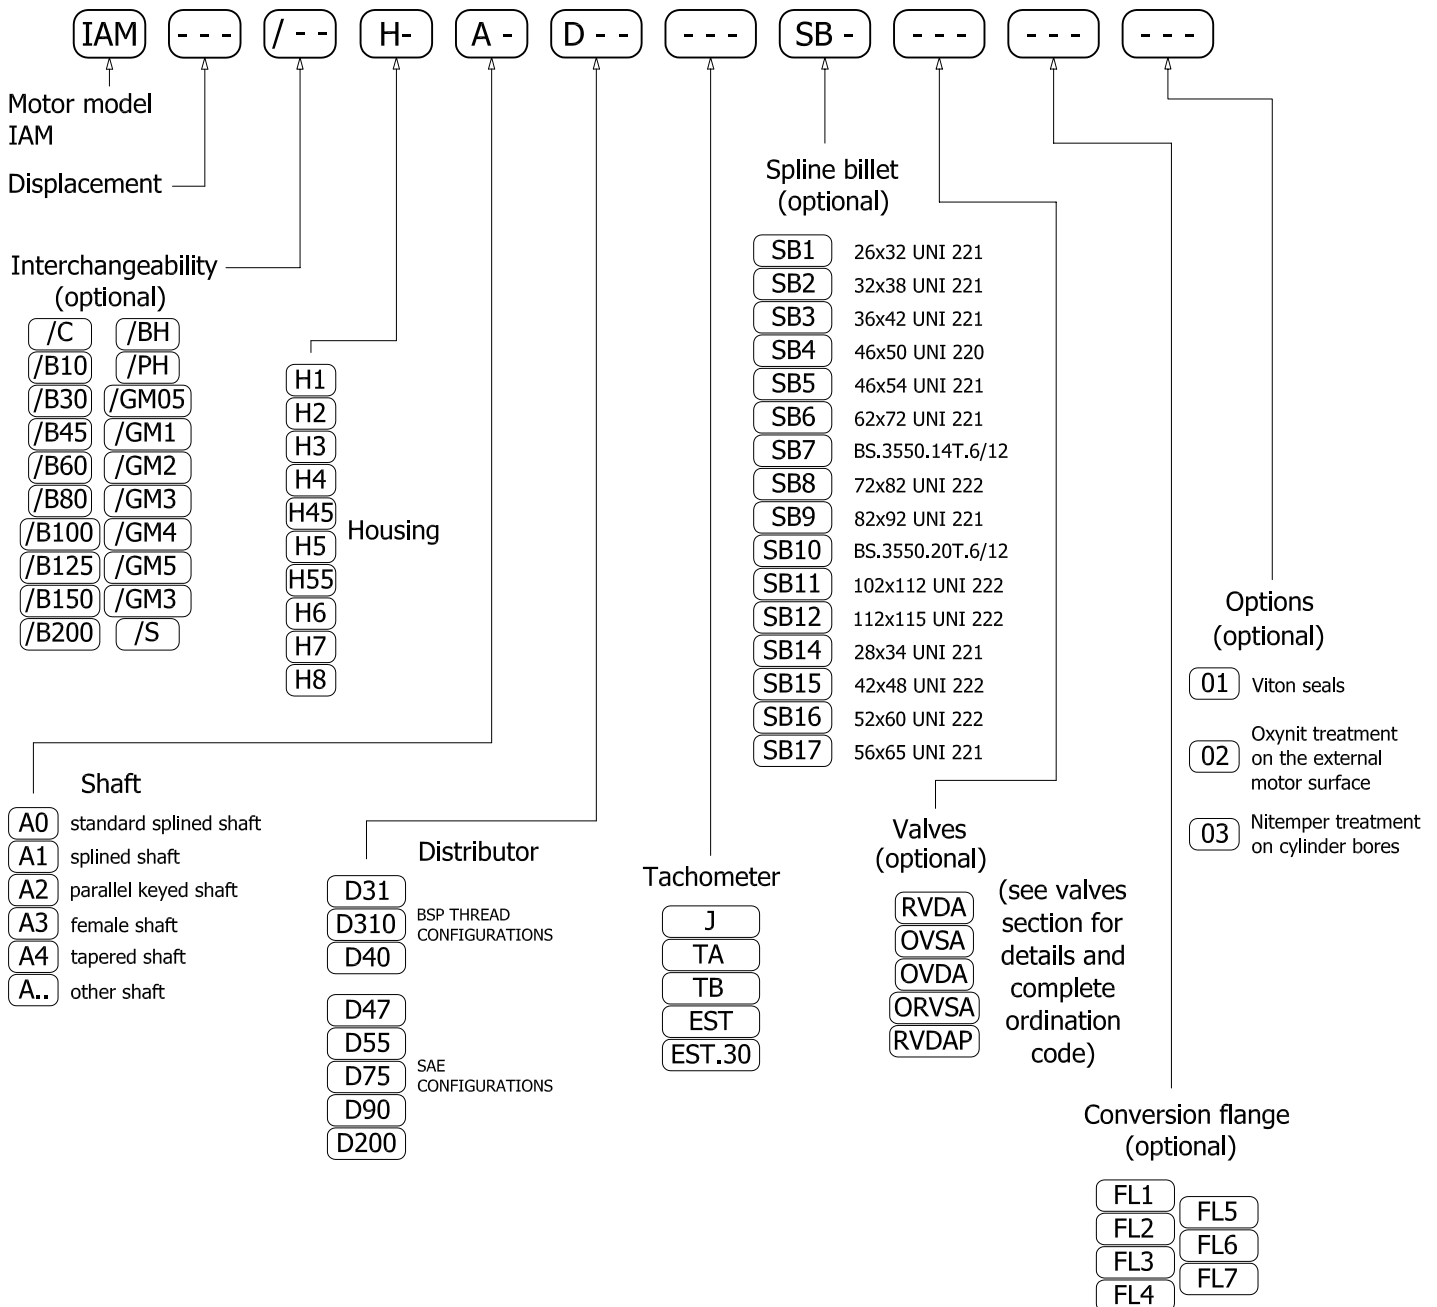 IAM - - - / - - H- A - D - - - - - SB - - - - - - - - - -
Motor model
IAM
Displacement
Interchangeability
(optional)
/C /BH
/B10 /PH
/B30 /GM05
/B45 /GM1
/B60 /GM2
/B80 /GM3
/B100 /GM4
/B125 /GM5
/B150 /GM3
/B200 /S
H1
H2
H3
H4
H45
H5
H55
H6
H7
H8
Housing
Shaft
A0 standard splined shaft
A1 splined shaft
A2 parallel keyed shaft
A3 female shaft
A4 tapered shaft
A.. other shaft
Distributor
D31
D310
D40
BSP THREAD
CONFIGURATIONS
D47
D55
D75
D90
D200
SAE
CONFIGURATIONS
Tachometer
J
TA
TB
EST
EST.30
Spline billet
(optional)
SB1 26x32 UNI 221
SB2 32x38 UNI 221
SB3 36x42 UNI 221
SB4 46x50 UNI 220
SB5 46x54 UNI 221
SB6 62x72 UNI 221
SB7 BS.3550.14T.6/12
SB8 72x82 UNI 222
SB9 82x92 UNI 221
SB10 BS.3550.20T.6/12
SB11 102x112 UNI 222
SB12 112x115 UNI 222
SB14 28x34 UNI 221
SB15 42x48 UNI 222
SB16 52x60 UNI 222
SB17 56x65 UNI 221
Valves
(optional)
RVDA
OVSA
OVDA
ORVSA
RVDAP
(see valves
section for
details and
complete
ordination
code)
Conversion flange
(optional)
FL1
FL2
FL3
FL4
FL5
FL6
FL7
Options
(optional)
01 Viton seals
02 Oxynit treatment
on the external
motor surface
03 Nitemper treatment
on cylinder bores